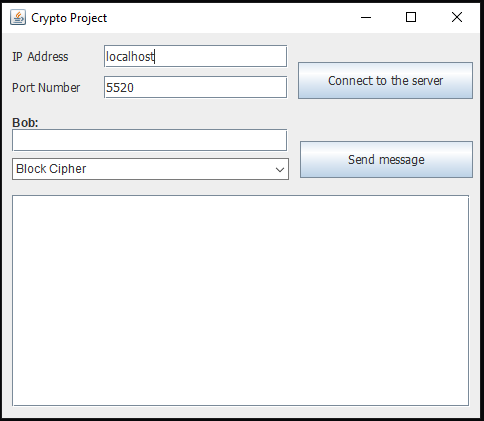 Crypto Project
IP Address localhost
Connect to the server
Port Number 5520
Bob:
Send message
Block Cipher